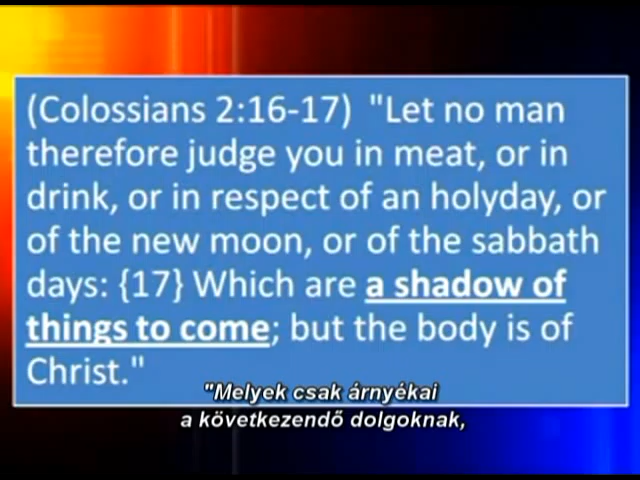 (Colossians 2:16-17) "Let no man
therefore judge you in meat, or in
drink, or in respect of an holyday, or
of the new moon, or of the sabbath
days: {17} Which are a shadow of
things to come; but the body is of
Christ."
"Melyek csak árnyékai
a következendő dolgoknak,